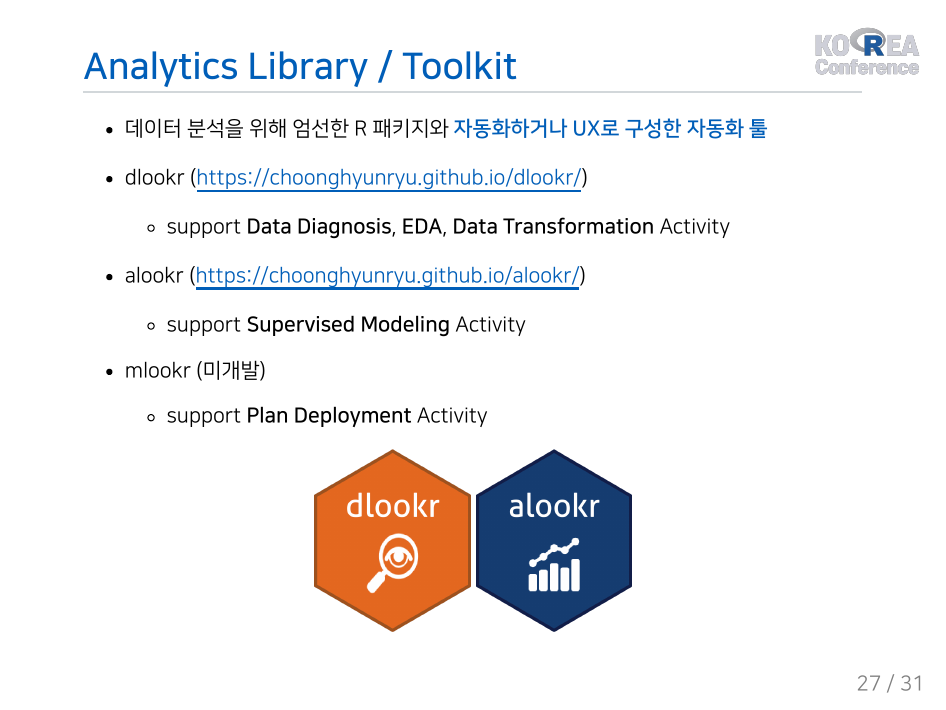 Analytics Library / Toolkit
KOREA
Conference
• 데이터 분석을 위해 엄선한 R 패키지와 자동화하거나 UX로 구성한 자동화 툴
• dlookr (https://choonghyunryu.github.io/dlookr/)
◦ support Data Diagnosis, EDA, Data Transformation Activity
• alookr (https://choonghyunryu.github.io/alookr/)
◦ support Supervised Modeling Activity
• mlookr (미개발)
◦ support Plan Deployment Activity
dlookr
alookr
27 / 31